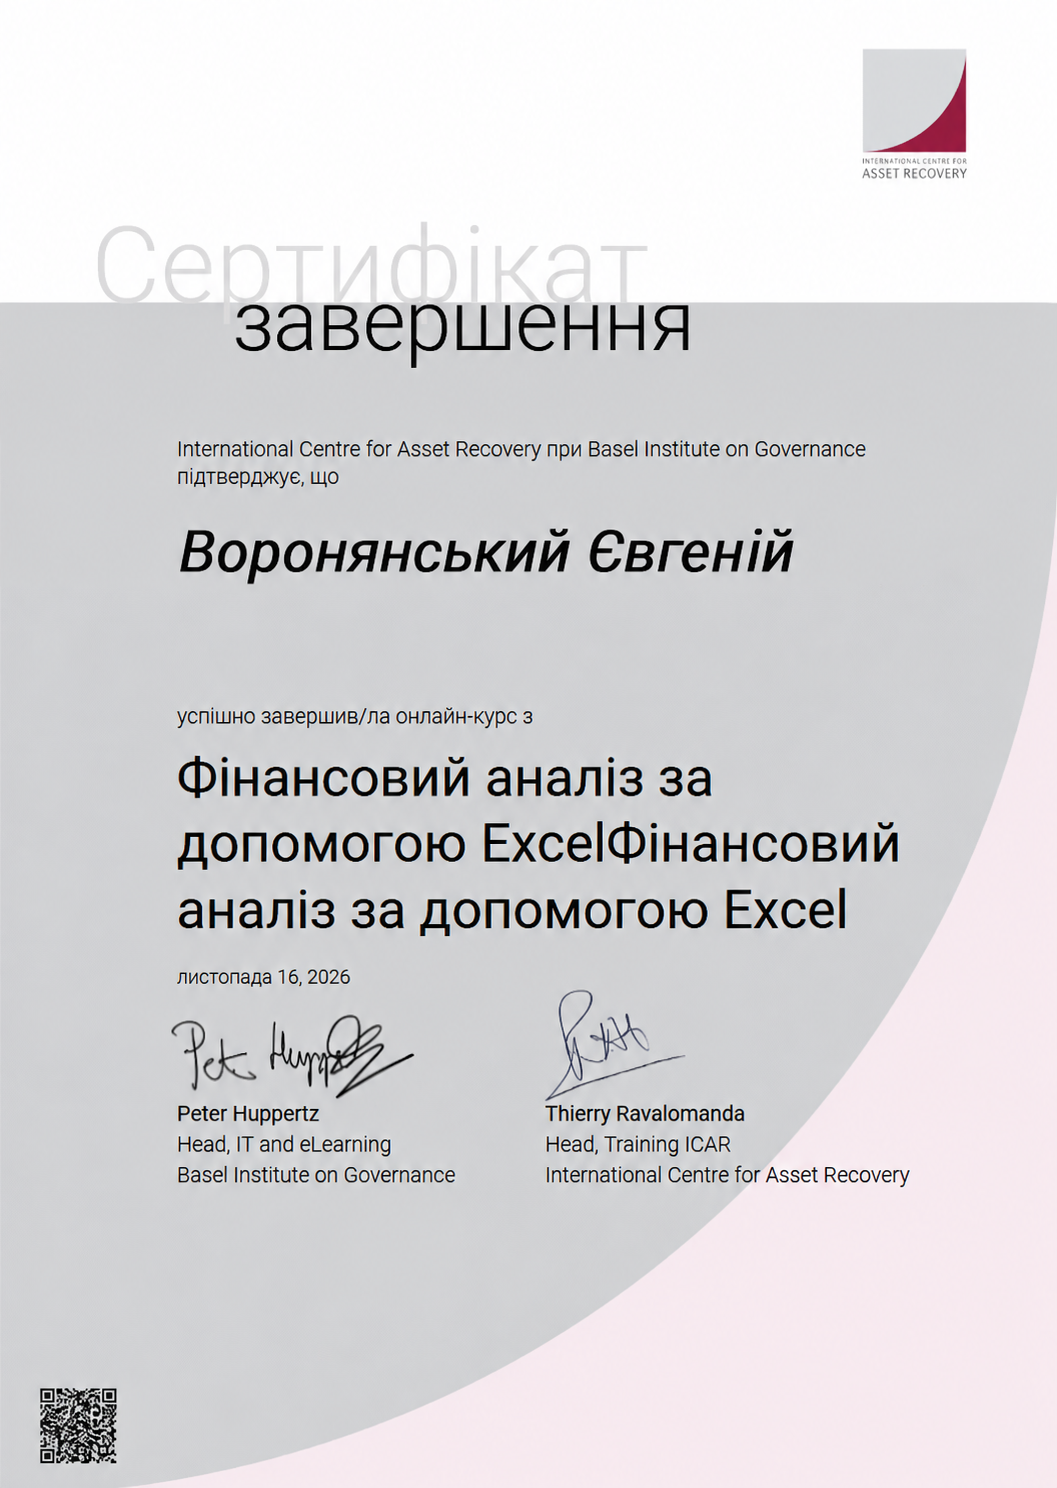 INTERNATIONAL CENTRE FOR
ASSET RECOVERY
Сертифікат
завершення
International Centre for Asset Recovery при Basel Institute on Governance
підтверджує, що
Воронянський Євгеній
успішно завершив/ла онлайн-курс з
Фінансовий аналіз за
допомогою ExcelФінансовий
аналіз за допомогою Excel
листопада 16, 2026
Peter Huppertz
Peter Huppertz
Head, IT and eLearning
Basel Institute on Governance
Thierry Ravalomanda
Head, Training ICAR
International Centre for Asset Recovery